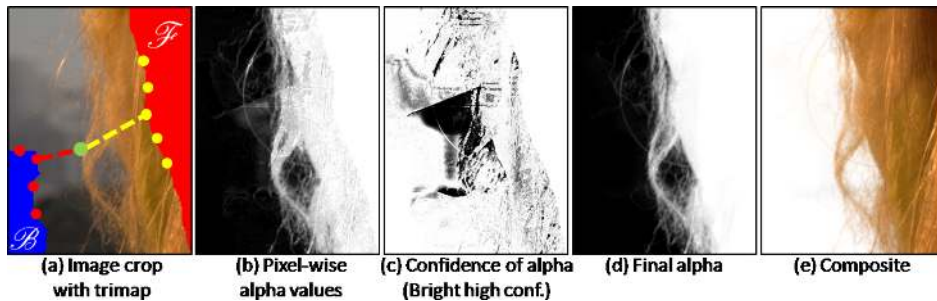 F
B
(a) Image crop
with trimap
(b) Pixel-wise
alpha values
(c) Confidence of alpha
(Bright high conf.)
(d) Final alpha
(e) Composite